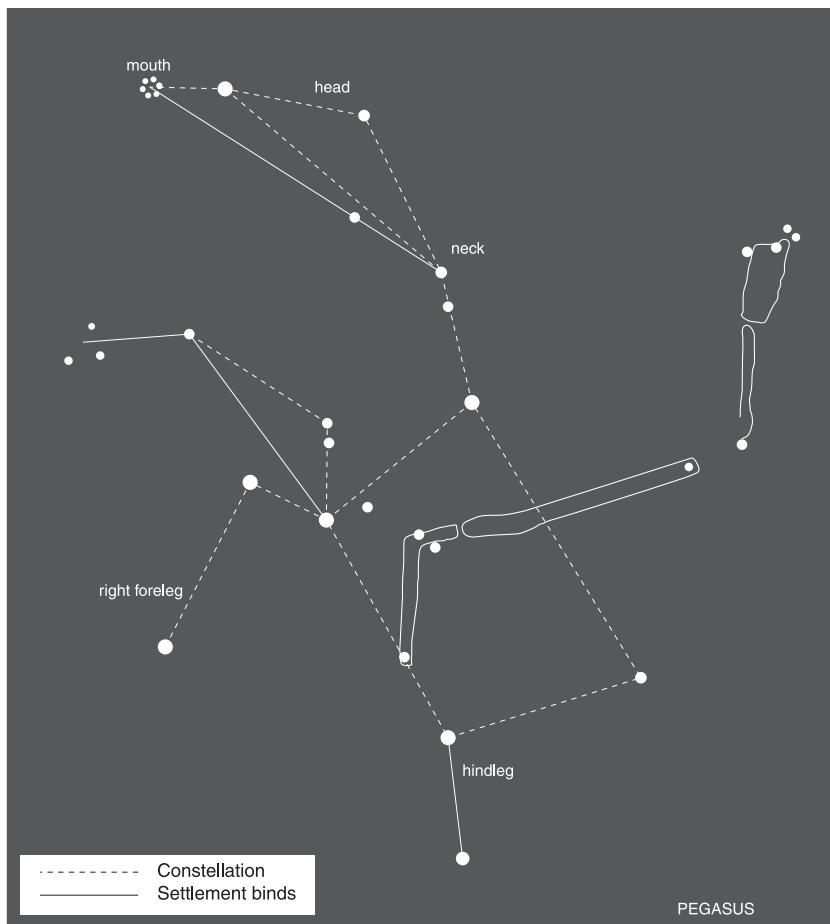 mouth
head
neck
right foreleg
hindleg
Constellation
Settlement binds
PEGASUS